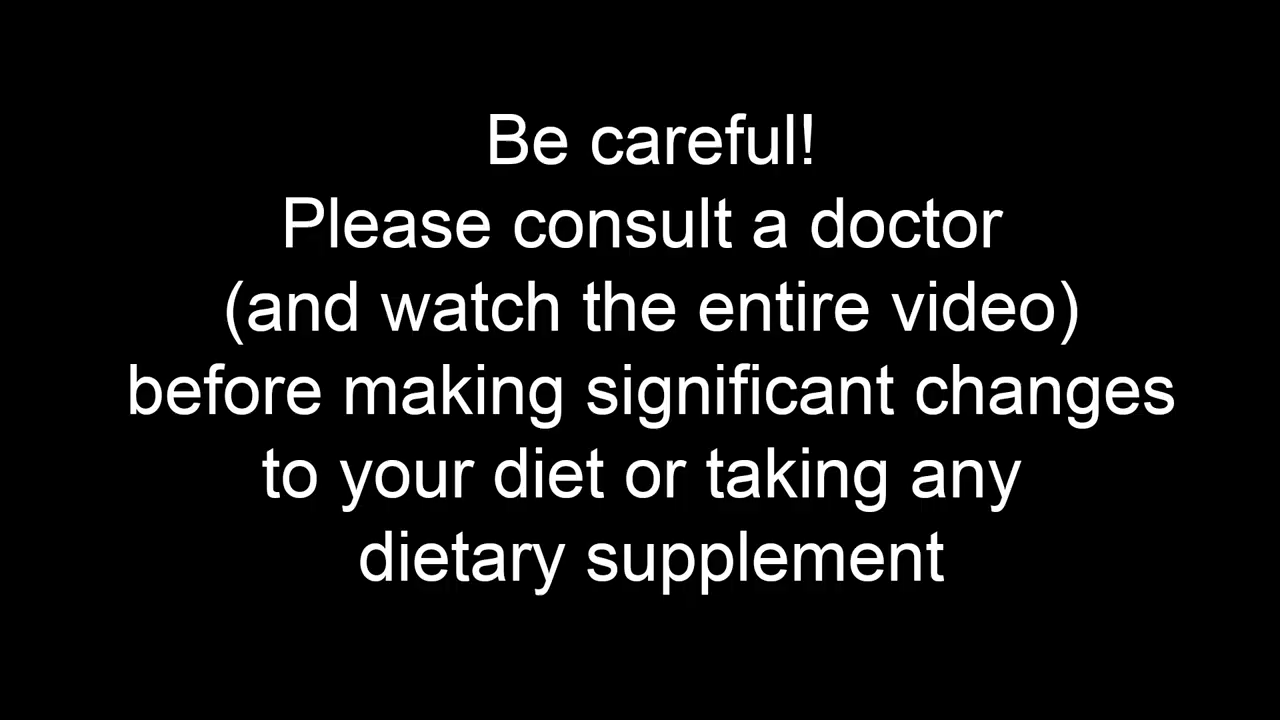 Be careful!
Please consult a doctor
(and watch the entire video)
before making significant changes
to your diet or taking any
dietary supplement